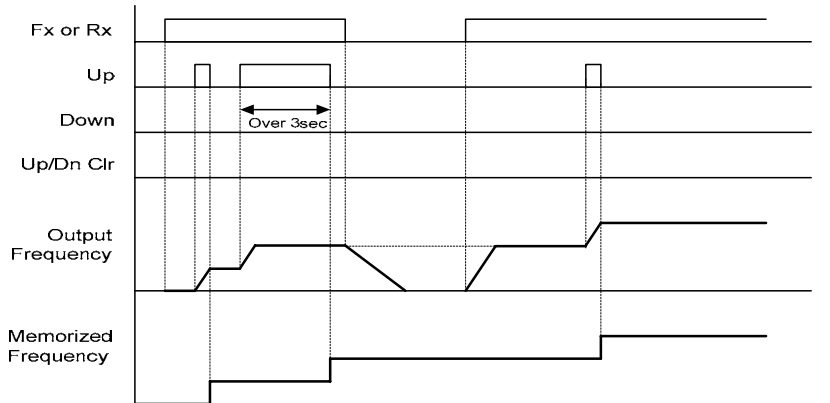 Fx or Rx
Up
Down
Over 3sec
Up/Dn Clr
Output
Frequency
Memorized
Frequency